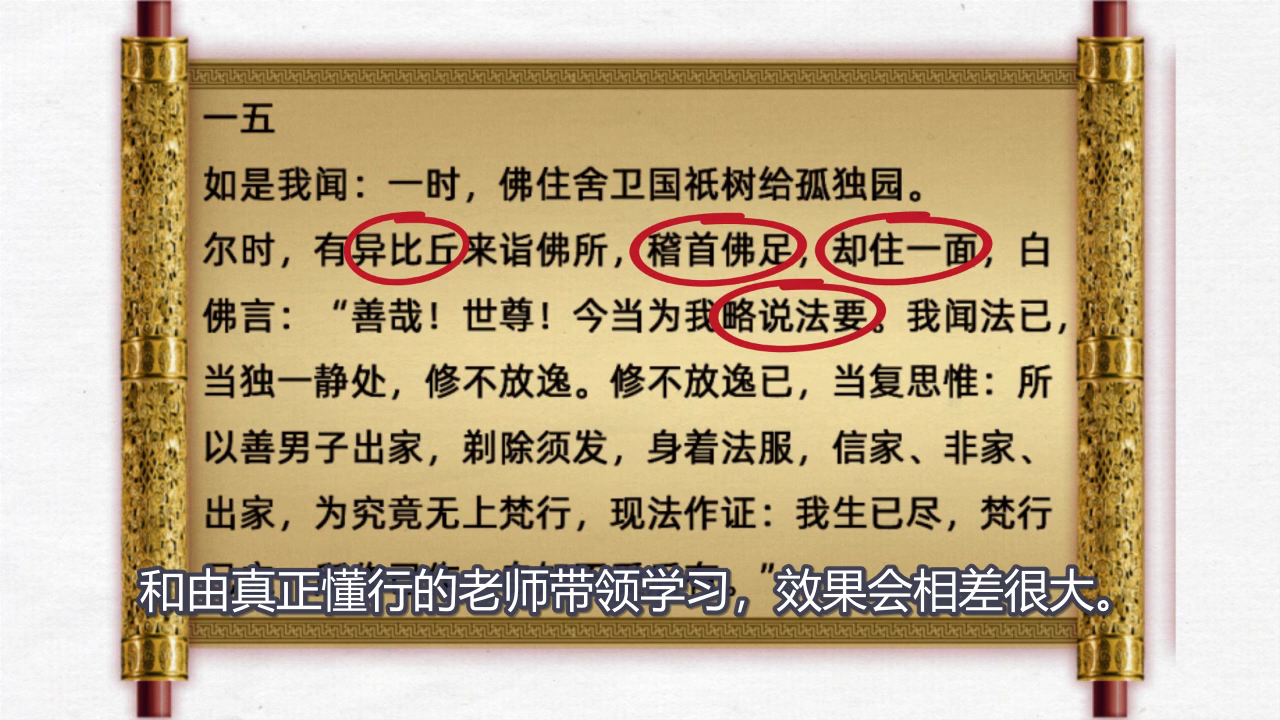 一五
如是我闻：一时，佛住舍卫国祇树给孤独园。
尔时，有异比丘来诣佛所，稽首佛足，却住一面，白
佛言：“善哉！世尊！今当为我略说法要。我闻法已，
当独一静处，修不放逸。修不放逸已，当复思惟：所
以善男子出家，剃除须发，身着法服，信家、非家、
出家，为究竟无上梵行，现法作证：我生已尽，梵行
和由真正懂行的老师带领学习，效果会相差很大。